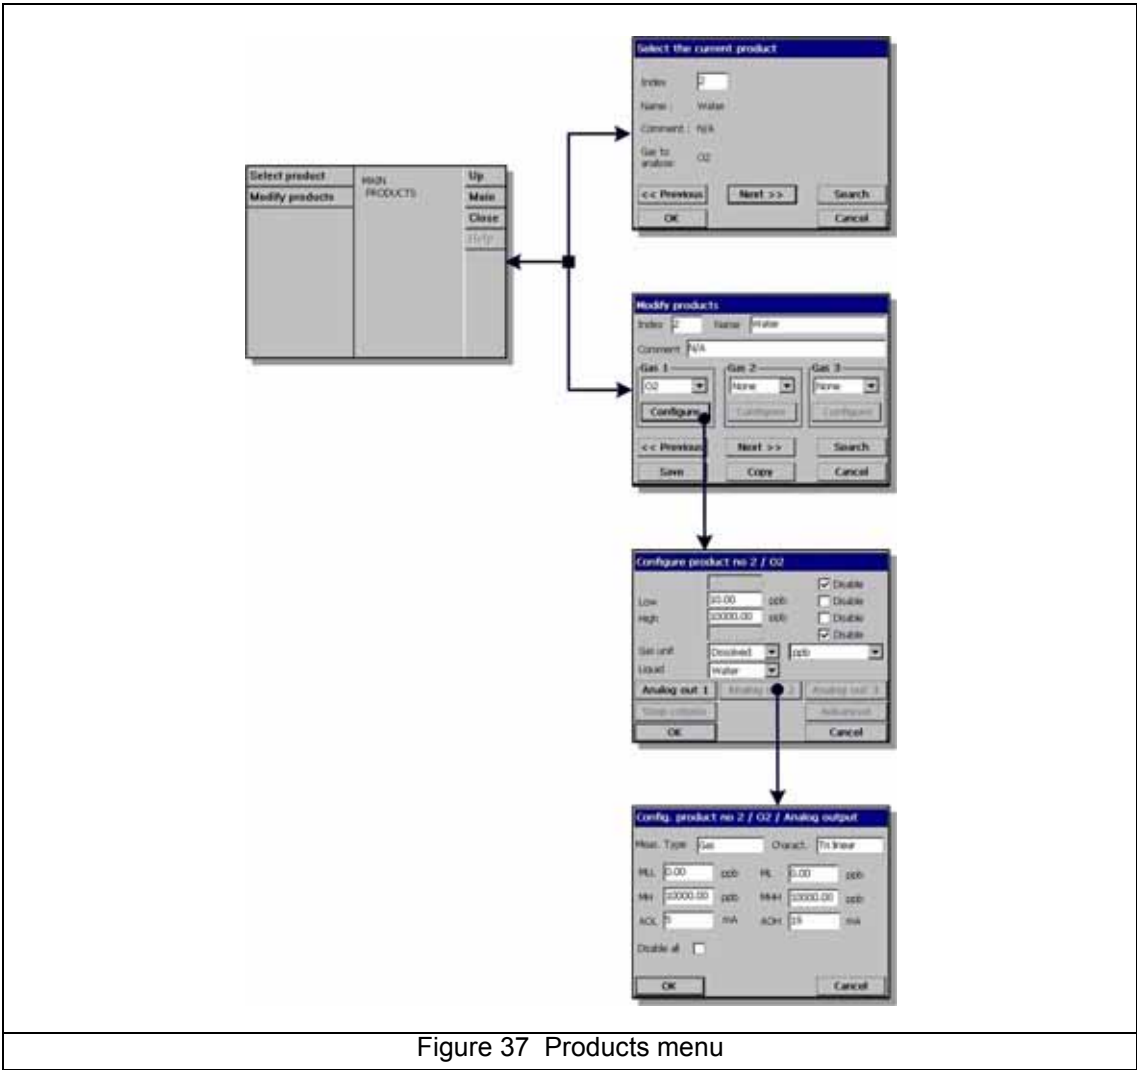 Select the current product
Index 2
Name : Water
Comment : N/A
Gas to analyse: O2
<< Previous Next >> Search
OK Cancel
Select product
Modify products
MAIN
PRODUCTS
Up
Main
Close
Help
Modify products
Index 2 Name Water
Comment N/A
Gas 1 Gas 2 Gas 3
O2 None None
Configure Configure Configure
<< Previous Next >> Search
Save Copy Cancel
Configure product no 2 / O2
Disable
Low 10.00 ppb Disable
High 10000.00 ppb Disable
Disable
Gas unit Dissolved ppb
Liquid Water
Analog out 1 Analog 2 Analog out 3
Advanced
OK Cancel
Config. product no 2 / O2 / Analog output
Meas. Type Gas Charact. Tri linear
MLL 0.00 ppb ML 0.00 ppb
MH 10000.00 ppb MHH 10000.00 ppb
AOL 5 mA AOH 15 mA
Disable all
OK Cancel
Figure 37 Products menu